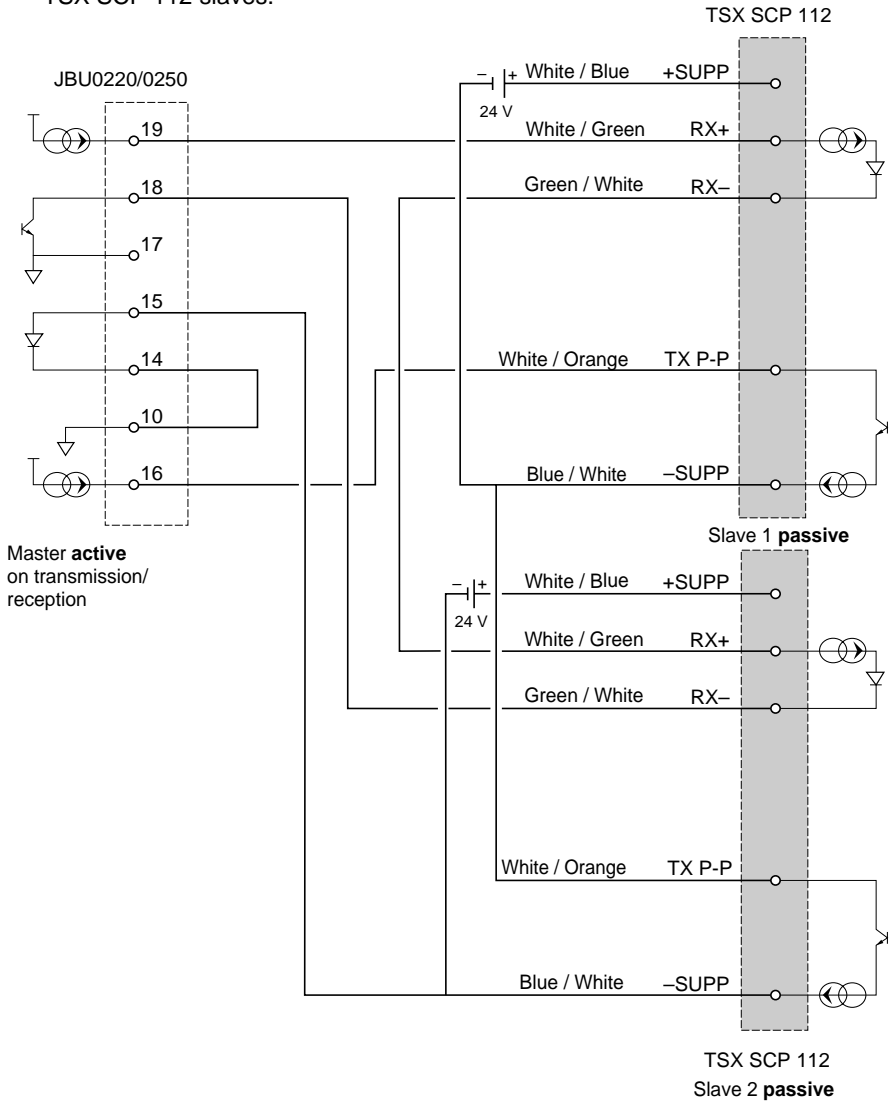 TSX SCP 112 slaves.
TSX SCP 112
JBU0220/0250
– + White / Blue +SUPP
24 V
19 White / Green RX+
18 Green / White RX–
17
15
14 White / Orange TX P-P
10
16 Blue / White –SUPP
Slave 1 passive
Master active
on transmission/
reception
– + White / Blue +SUPP
24 V
White / Green RX+
Green / White RX–
White / Orange TX P-P
Blue / White –SUPP
TSX SCP 112
Slave 2 passive